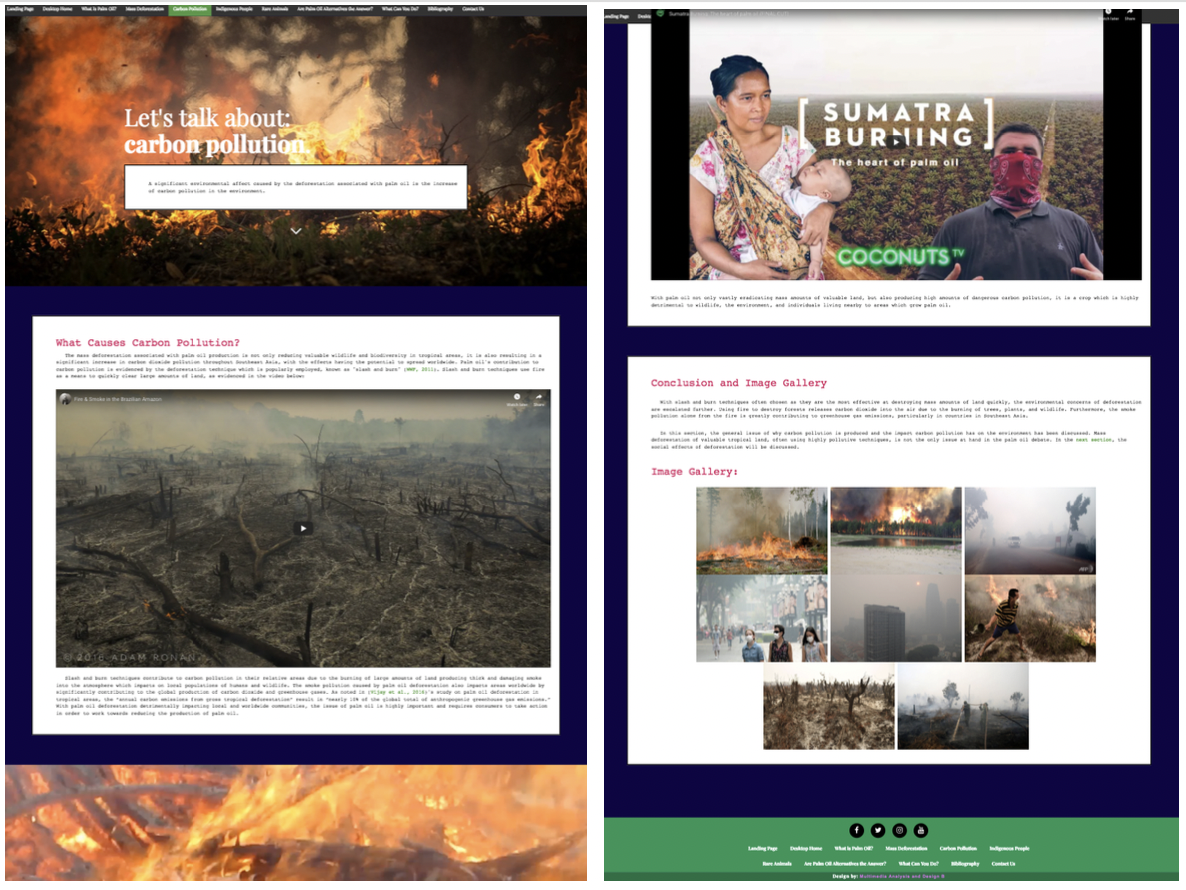 Landing Page Desktop Home What is Palm Oil? Mass Deforestation Carbon Pollution Indigenous People Rare Animals Are Palm Oil Alternatives the Answer? What Can You Do? Bibliography Contact Us
Let's talk about:
carbon pollution.
A significant environmental affect caused by the deforestation associated with palm oil is the increase
of carbon pollution in the environment.
What Causes Carbon Pollution?
The mass deforestation associated with palm oil production is not only reducing valuable wildlife and biodiversity in tropical areas, it is also resulting in a
significant increase in carbon dioxide pollution throughout Southeast Asia, with the effects having the potential to spread worldwide. Palm oil's contribution to
carbon pollution is evidenced by the deforestation technique which is popularly employed, known as "slash and burn" (WWF, 2011). Slash and burn techniques use fire
as a means to quickly clear large amounts of land, as evidenced in the video below:
Fire & Smoke in the Brazilian Amazon
Watch later Share
© 2016 ADAM RONAN
Slash and burn techniques contribute to carbon pollution in their relative areas due to the burning of large amounts of land producing thick and damaging smoke
into the atmosphere which impacts on local populations of humans and wildlife. The smoke pollution caused by palm oil deforestation also impacts areas worldwide by
significantly contributing to the global production of carbon dioxide and greenhouse gases. As noted in (Vijay et al., 2016)'s study on palm oil deforestation in
tropical areas, the "annual carbon emissions from gross tropical deforestation" result in "nearly 10% of the global total of anthropogenic greenhouse gas emissions."
With palm oil deforestation detrimentally impacting local and worldwide communities, the issue of palm oil is highly important and requires consumers to take action
in order to work towards reducing the production of palm oil.
Landing Page
Watch later Share
[SUMATRA
BURNING]
The heart of palm oil
COCONUTS TV
With palm oil not only vastly eradicating mass amounts of valuable land, but also producing high amounts of dangerous carbon pollution, it is a crop which is highly
detrimental to wildlife, the environment, and individuals living nearby to areas which grow palm oil.
Conclusion and Image Gallery
With slash and burn techniques often chosen as they are the most effective at destroying mass amounts of land quickly, the environmental concerns of deforestation
are escalated further. Using fire to destroy forests releases carbon dioxide into the air due to the burning of trees, plants, and wildlife. Furthermore, the smoke
pollution alone from the fire is greatly contributing to greenhouse gas emissions, particularly in countries in Southeast Asia.
In this section, the general issue of why carbon pollution is produced and the impact carbon pollution has on the environment has been discussed. Mass
deforestation of valuable tropical land, often using highly pollutive techniques, is not the only issue at hand in the palm oil debate. In the next section, the
social effects of deforestation will be discussed.
Image Gallery:
AFP
Landing Page Desktop Home What is Palm Oil? Mass Deforestation Carbon Pollution Indigenous People
Rare Animals Are Palm Oil Alternatives the Answer? What Can You Do? Bibliography Contact Us
Design by: Multimedia Analysis and Design ©